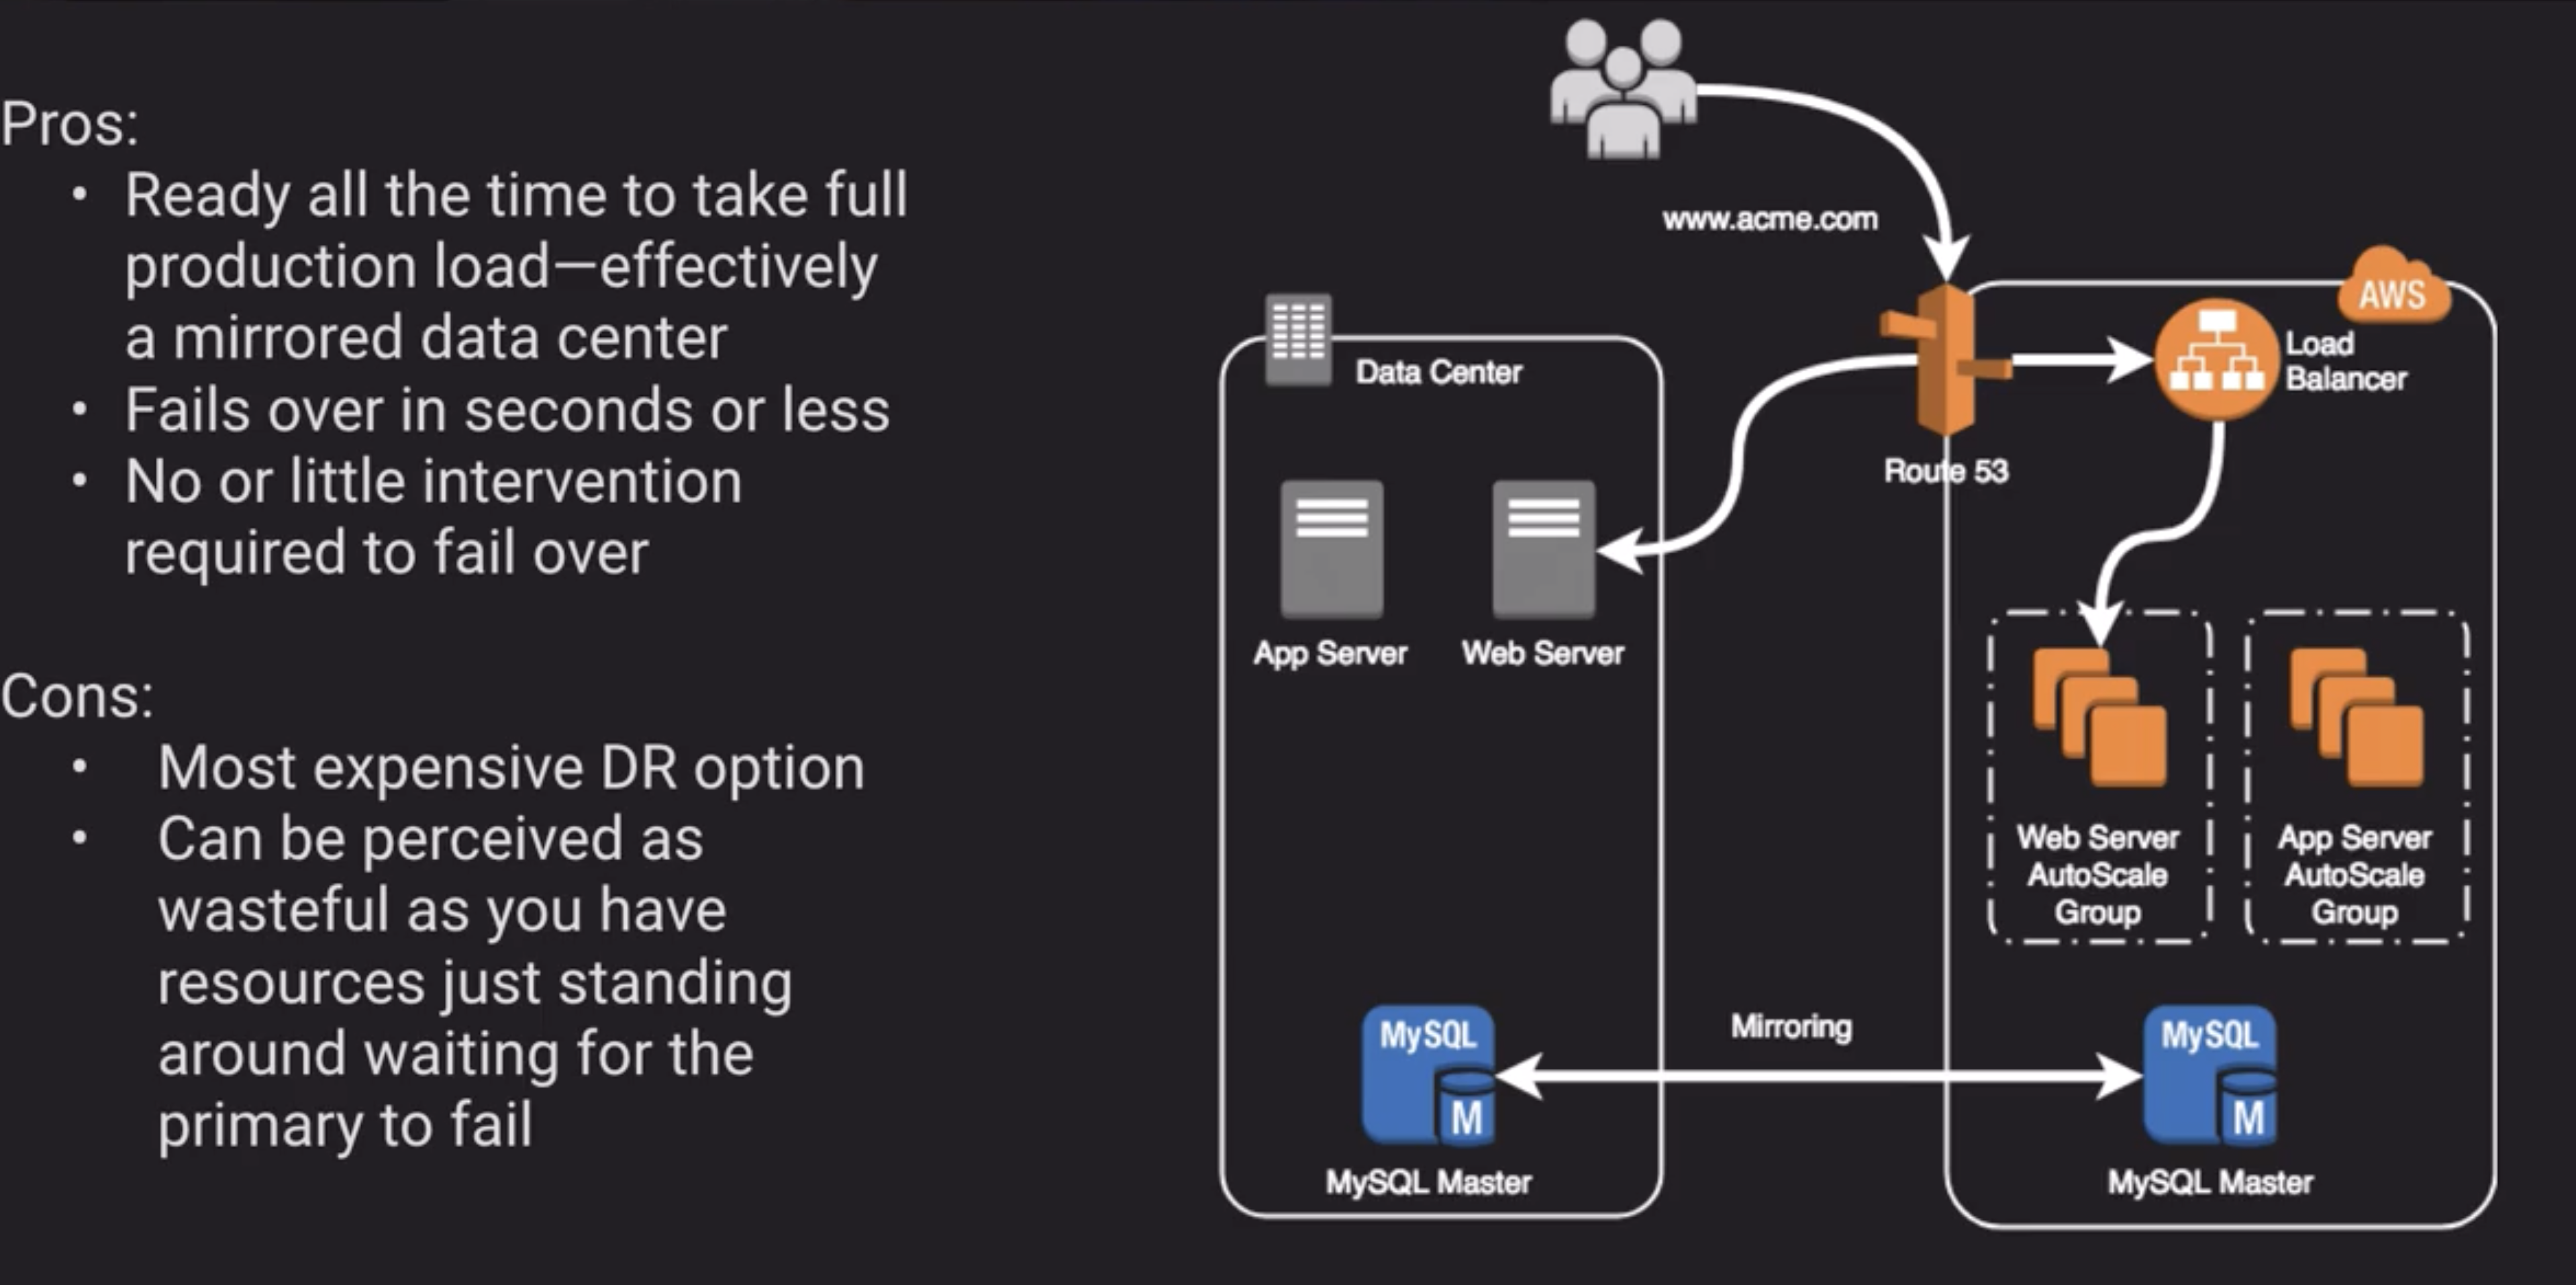 Pros:
• Ready all the time to take full
production load—effectively
a mirrored data center
• Fails over in seconds or less
• No or little intervention
required to fail over
Cons:
• Most expensive DR option
• Can be perceived as
wasteful as you have
resources just standing
around waiting for the
primary to fail
www.acme.com
AWS
Load
Balancer
Data Center
Route 53
App Server
Web Server
Web Server
AutoScale
Group
App Server
AutoScale
Group
MySQL
M
MySQL Master
Mirroring
MySQL
M
MySQL Master